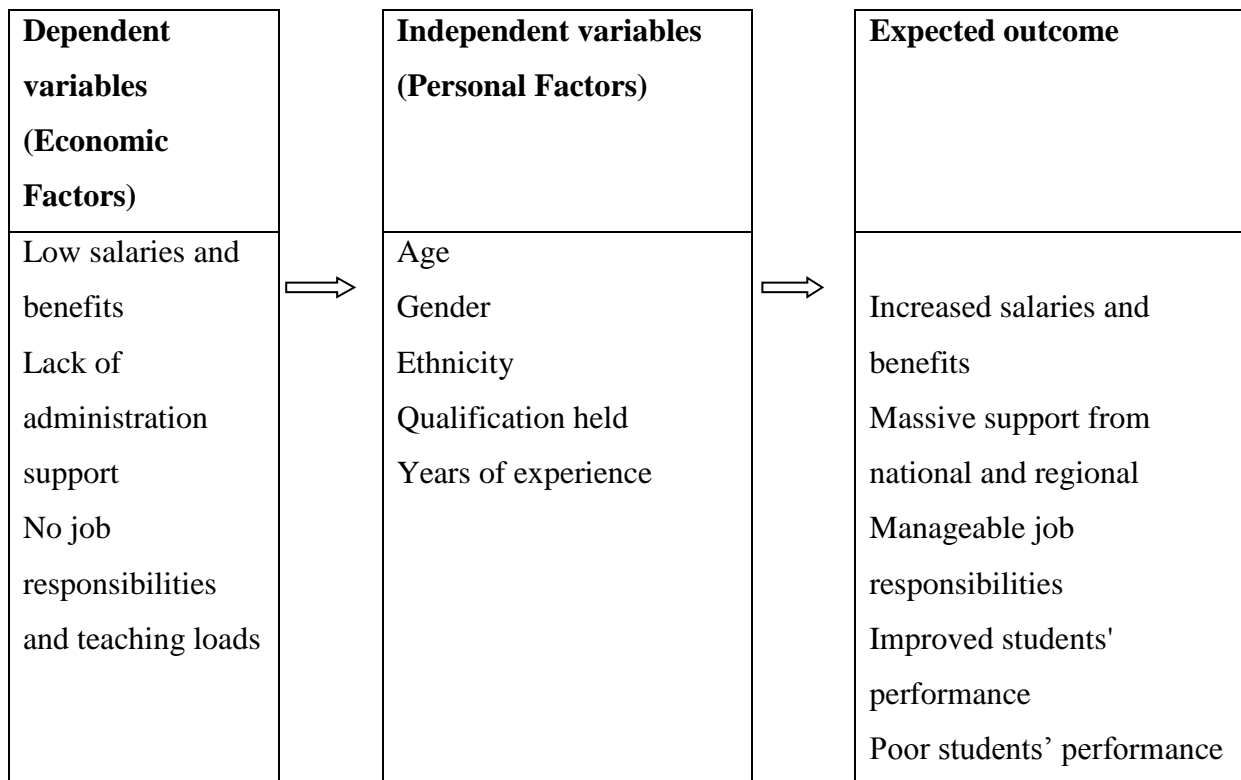 Dependent
variables
(Economic
Factors)
Low salaries and
benefits
Lack of
administration
support
No job
responsibilities
and teaching loads
Independent variables
(Personal Factors)
Age
Gender
Ethnicity
Qualification held
Years of experience
Expected outcome
Increased salaries and
benefits
Massive support from
national and regional
Manageable job
responsibilities
Improved students'
performance
Poor students’ performance